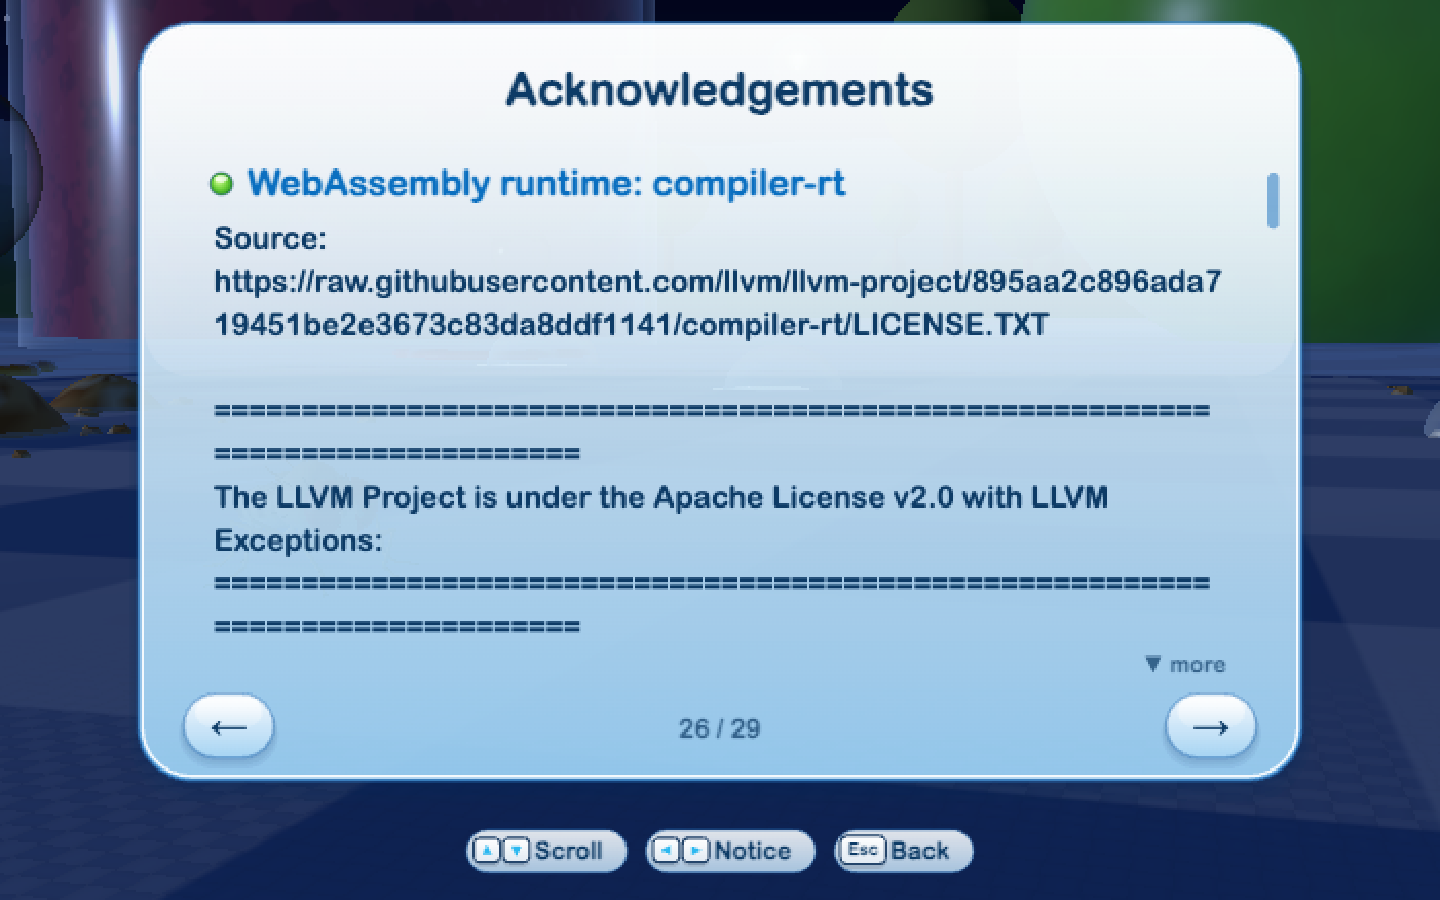 Acknowledgements
WebAssembly runtime: compiler-rt
Source:
https://raw.githubusercontent.com/llvm/llvm-project/895aa2c896ada7
19451be2e3673c83da8ddf1141/compiler-rt/LICENSE.TXT
=========================================================
=====================
The LLVM Project is under the Apache License v2.0 with LLVM
Exceptions:
=========================================================
=====================
▼ more
←
26 / 29
→
▲ ▼ Scroll
◄ ► Notice
Esc Back